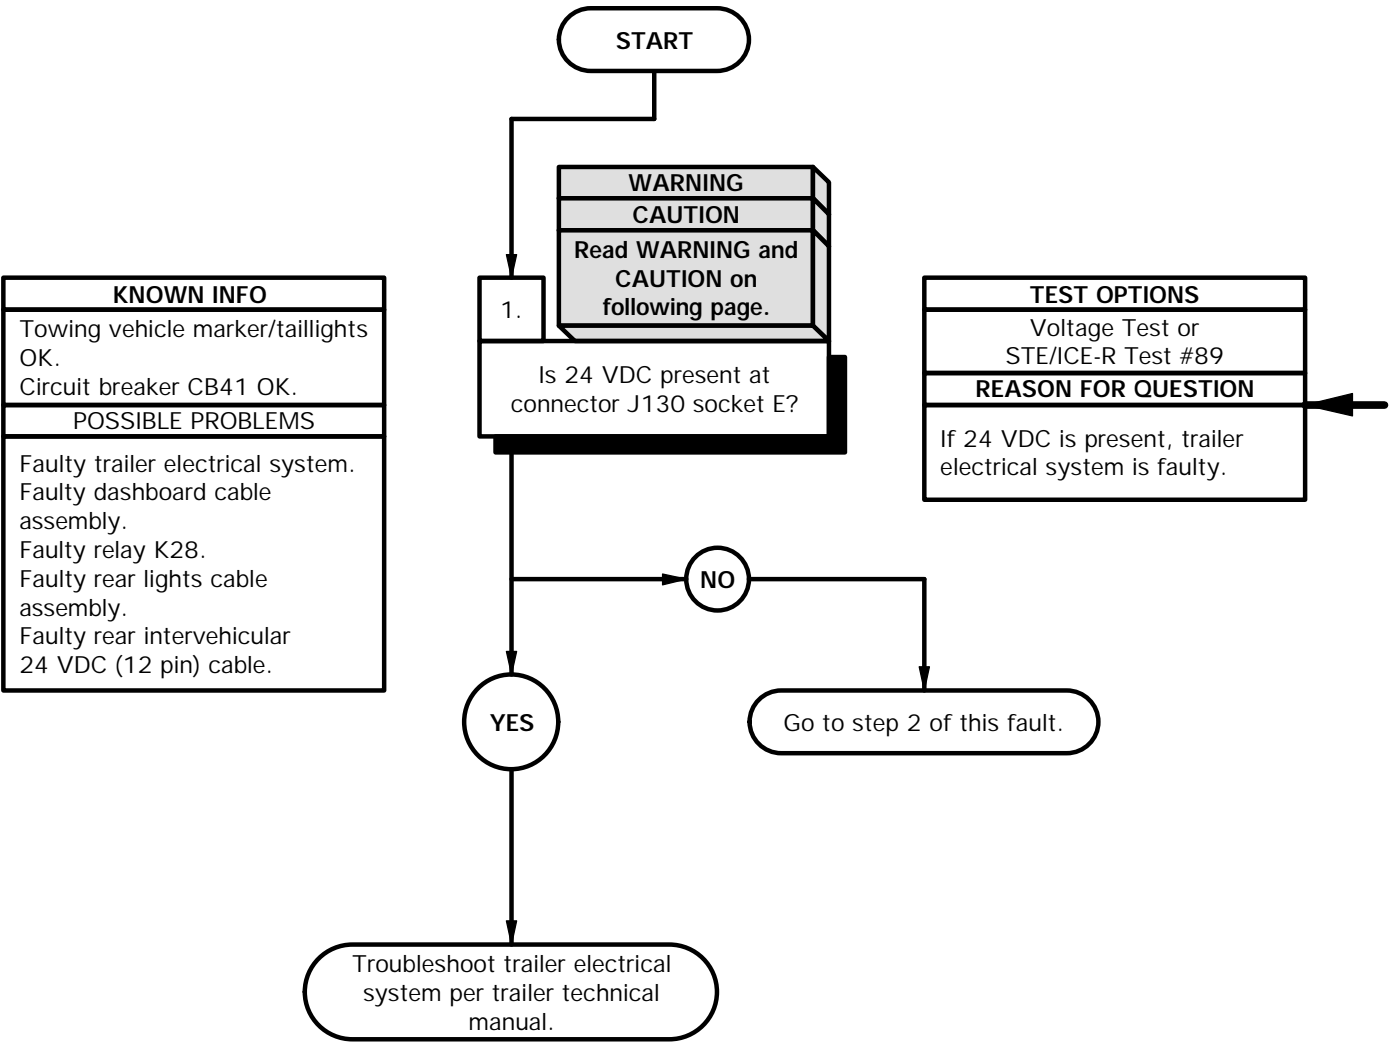 START
WARNING
CAUTION
Read WARNING and
CAUTION on
following page.
1.
Is 24 VDC present at
connector J130 socket E?
KNOWN INFO
Towing vehicle marker/taillights
OK.
Circuit breaker CB41 OK.
POSSIBLE PROBLEMS
Faulty trailer electrical system.
Faulty dashboard cable
assembly.
Faulty relay K28.
Faulty rear lights cable
assembly.
Faulty rear intervehicular
24 VDC (12 pin) cable.
TEST OPTIONS
Voltage Test or
STE/ICE-R Test #89
REASON FOR QUESTION
If 24 VDC is present, trailer
electrical system is faulty.
NO
YES
Go to step 2 of this fault.
Troubleshoot trailer electrical
system per trailer technical
manual.